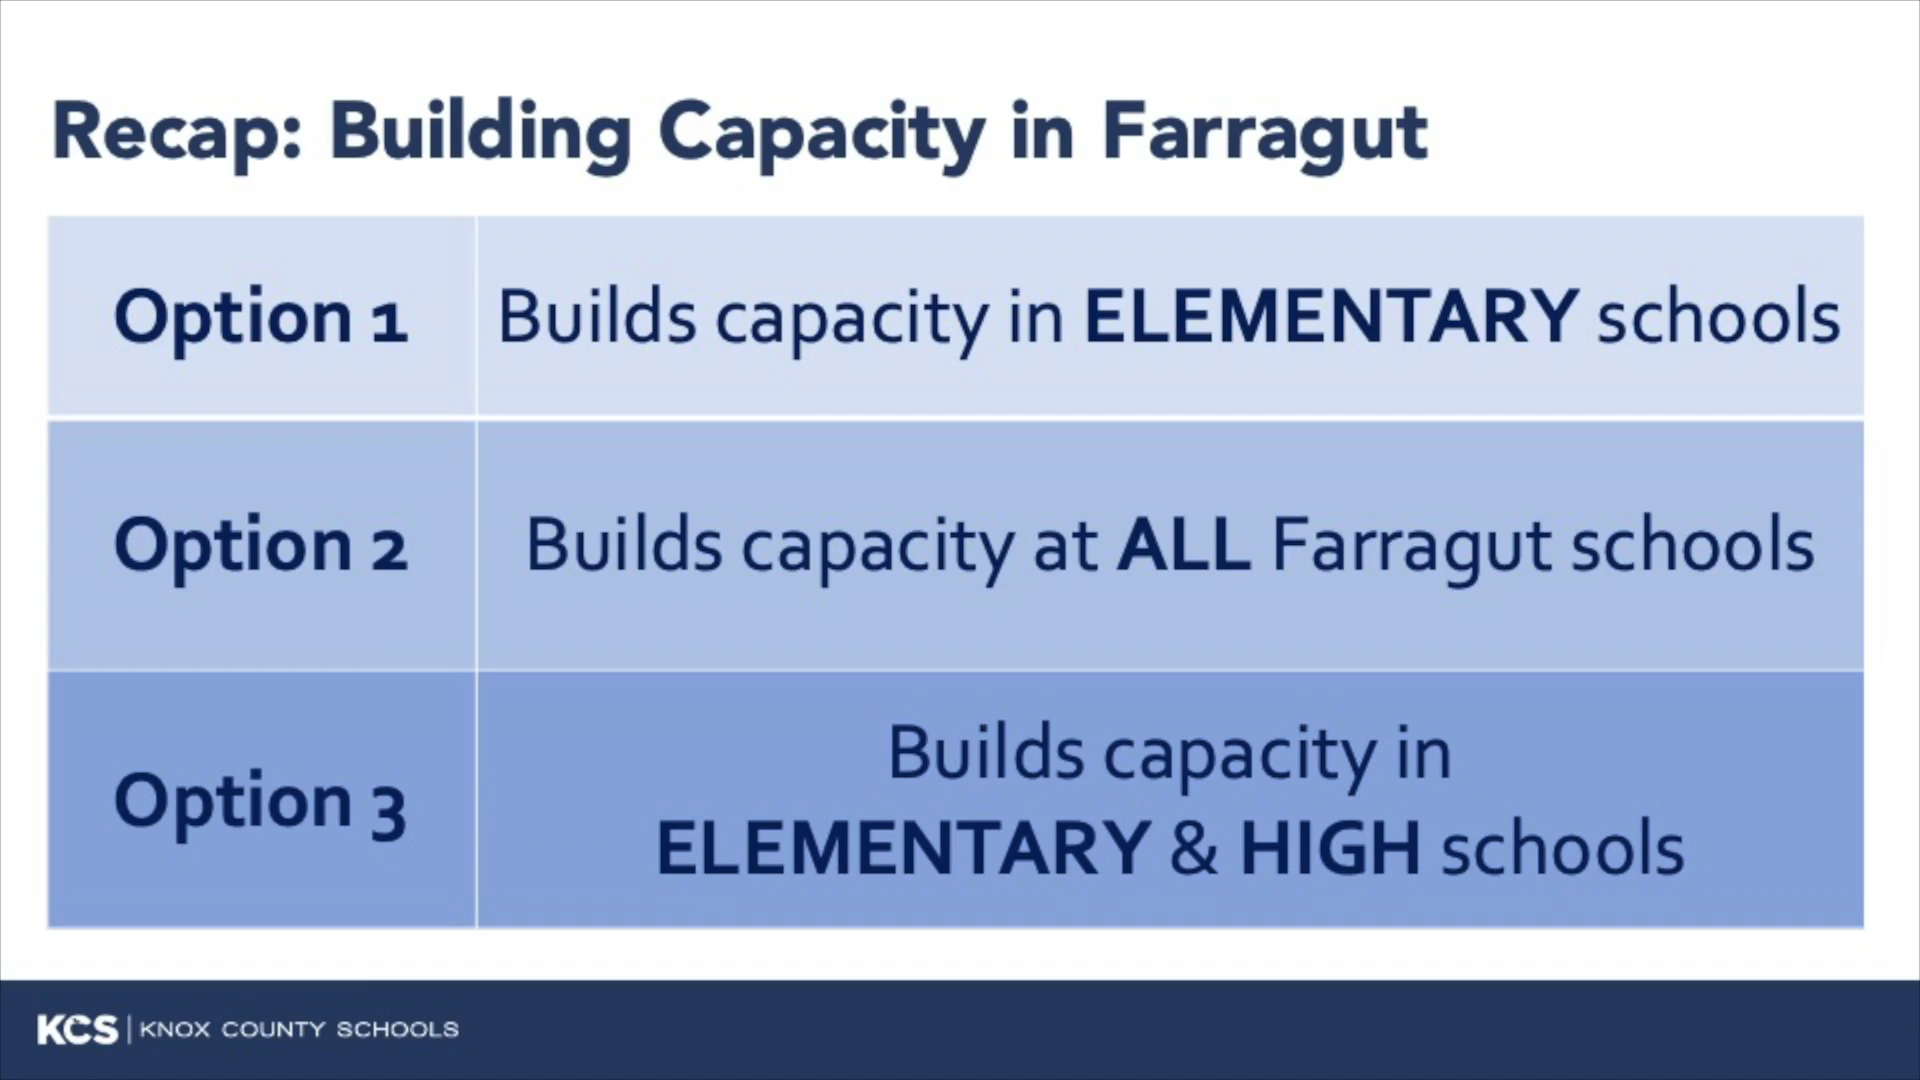 Recap: Building Capacity in Farragut
Option 1
Builds capacity in ELEMENTARY schools
Option 2
Builds capacity at ALL Farragut schools
Option 3
Builds capacity in
ELEMENTARY & HIGH schools
KCS | KNOX COUNTY SCHOOLS